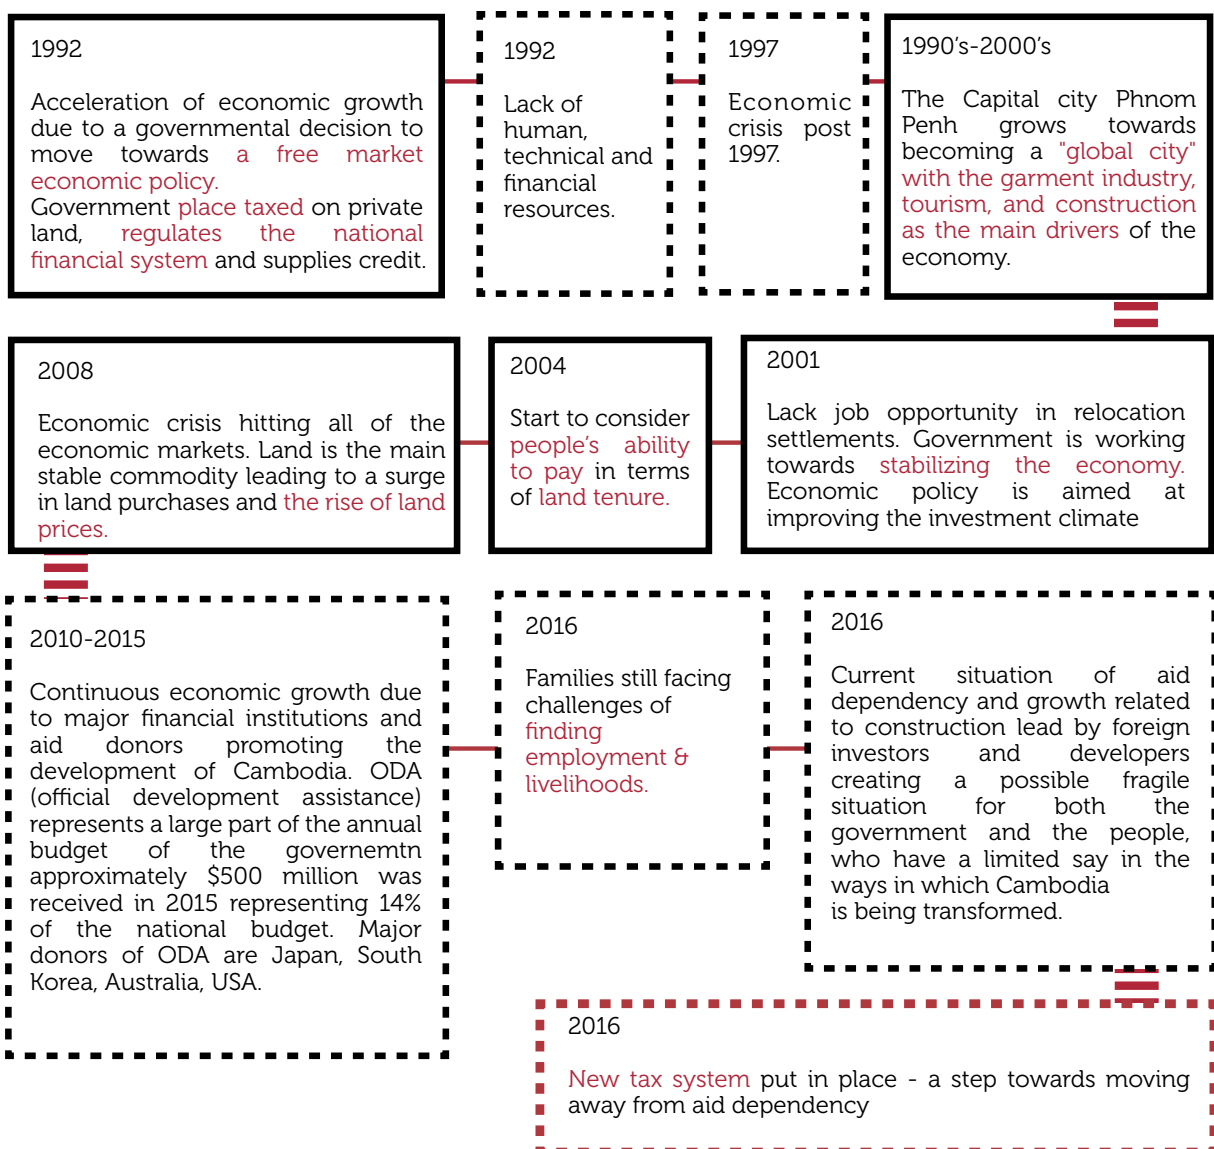 1992
Acceleration of economic growth
due to a governmental decision to
move towards a free market
economic policy.
Government place taxed on private
land, regulates the national
financial system and supplies credit.
1992
Lack of
human,
technical and
financial
resources.
1997
Economic
crisis post
1997.
1990's-2000's
The Capital city Phnom
Penh grows towards
becoming a "global city"
with the garment industry,
tourism, and construction
as the main drivers of the
economy.
2001
Lack job opportunity in relocation
settlements. Government is working
towards stabilizing the economy.
Economic policy is aimed at
improving the investment climate
2004
Start to consider
people's ability
to pay in terms
of land tenure.
2008
Economic crisis hitting all of the
economic markets. Land is the main
stable commodity leading to a surge
in land purchases and the rise of land
prices.
2010-2015
Continuous economic growth due
to major financial institutions and
aid donors promoting the
development of Cambodia. ODA
(official development assistance)
represents a large part of the annual
budget of the governemtn
approximately $500 million was
received in 2015 representing 14%
of the national budget. Major
donors of ODA are Japan, South
Korea, Australia, USA.
2016
Families still facing
challenges of
finding
employment &
livelihoods.
2016
Current situation of aid
dependency and growth related
to construction lead by foreign
investors and developers
creating a possible fragile
situation for both the
government and the people,
who have a limited say in the
ways in which Cambodia
is being transformed.
2016
New tax system put in place - a step towards moving
away from aid dependency